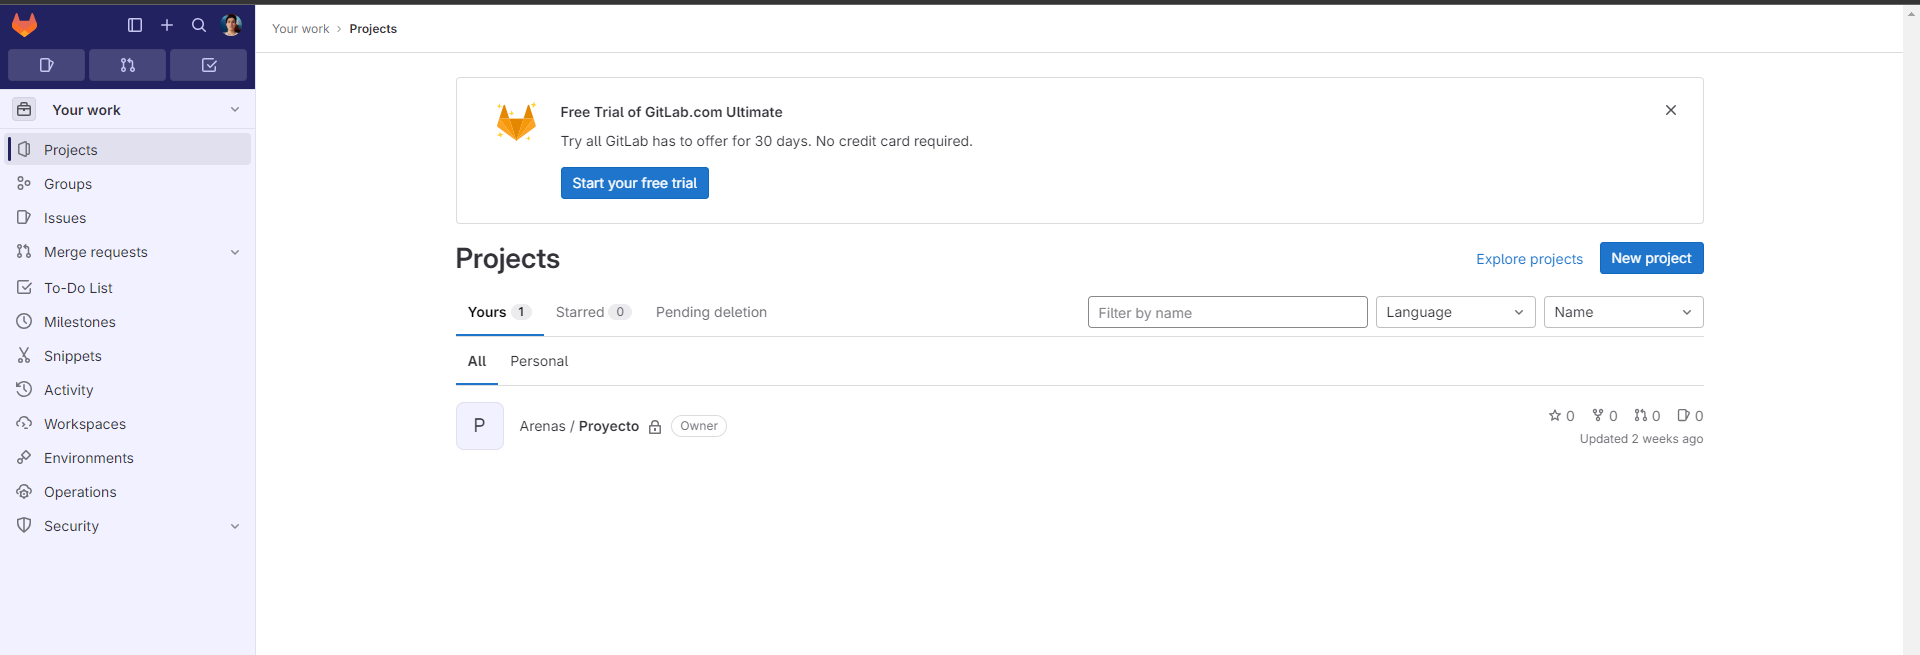 Your work › Projects
Your work
Projects
Groups
Issues
Merge requests
To-Do List
Milestones
Snippets
Activity
Workspaces
Environments
Operations
Security
Free Trial of GitLab.com Ultimate
Try all GitLab has to offer for 30 days. No credit card required.
Start your free trial
Projects
Explore projects
New project
Yours 1 Starred 0 Pending deletion
Filter by name
Language
Name
All Personal
P
Arenas / Proyecto Owner
0 0 0 0
Updated 2 weeks ago